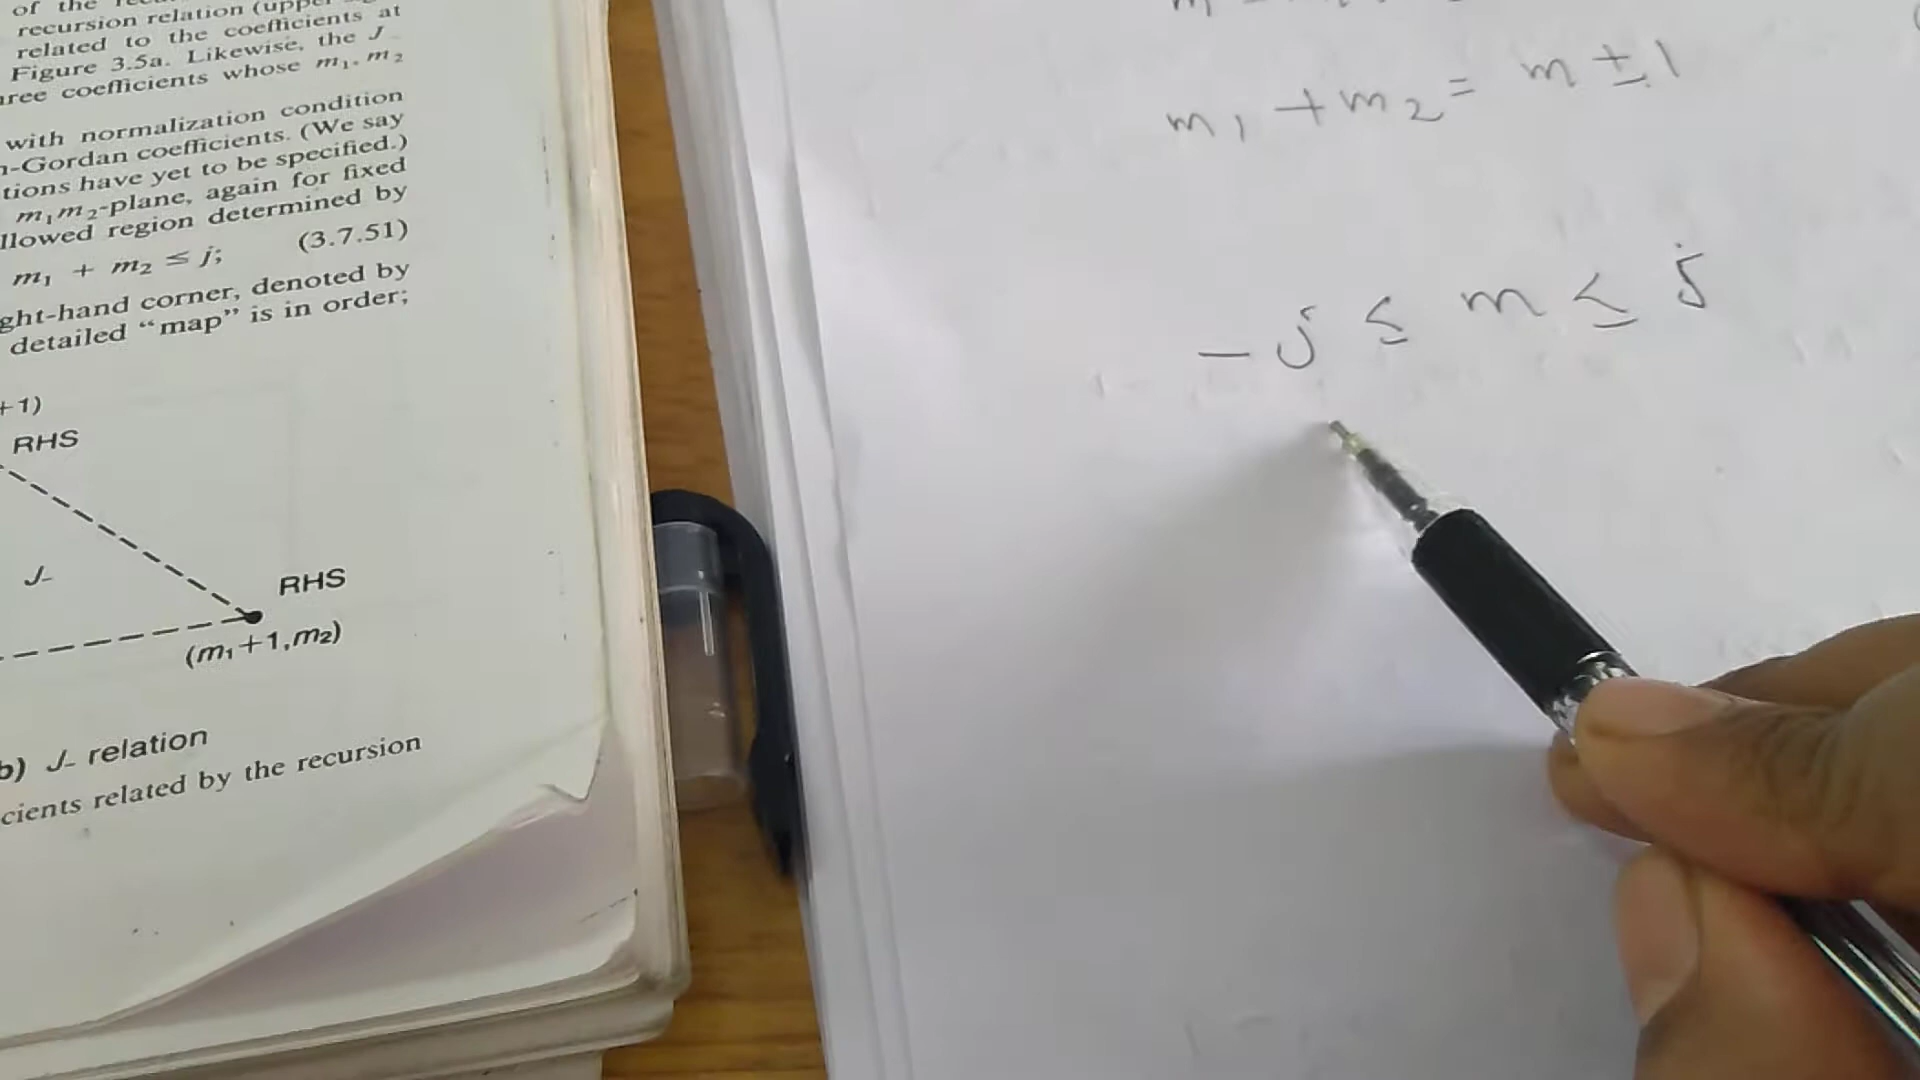 of the
recursion relation (upper
related to the coefficients at
Figure 3.5a. Likewise, the J₋
three coefficients whose m₁, m₂
with normalization condition
-Gordan coefficients. (We say
tions have yet to be specified.)
m₁m₂-plane, again for fixed
llowed region determined by
m₁ + m₂ ≤ j; (3.7.51)
ght-hand corner, denoted by
detailed “map” is in order;
+1)
RHS
J₋
RHS
(m₁+1,m₂)
b) J₋ relation
cients related by the recursion
m₁ + m₂ = m ± 1
- j ≤ m ≤ j